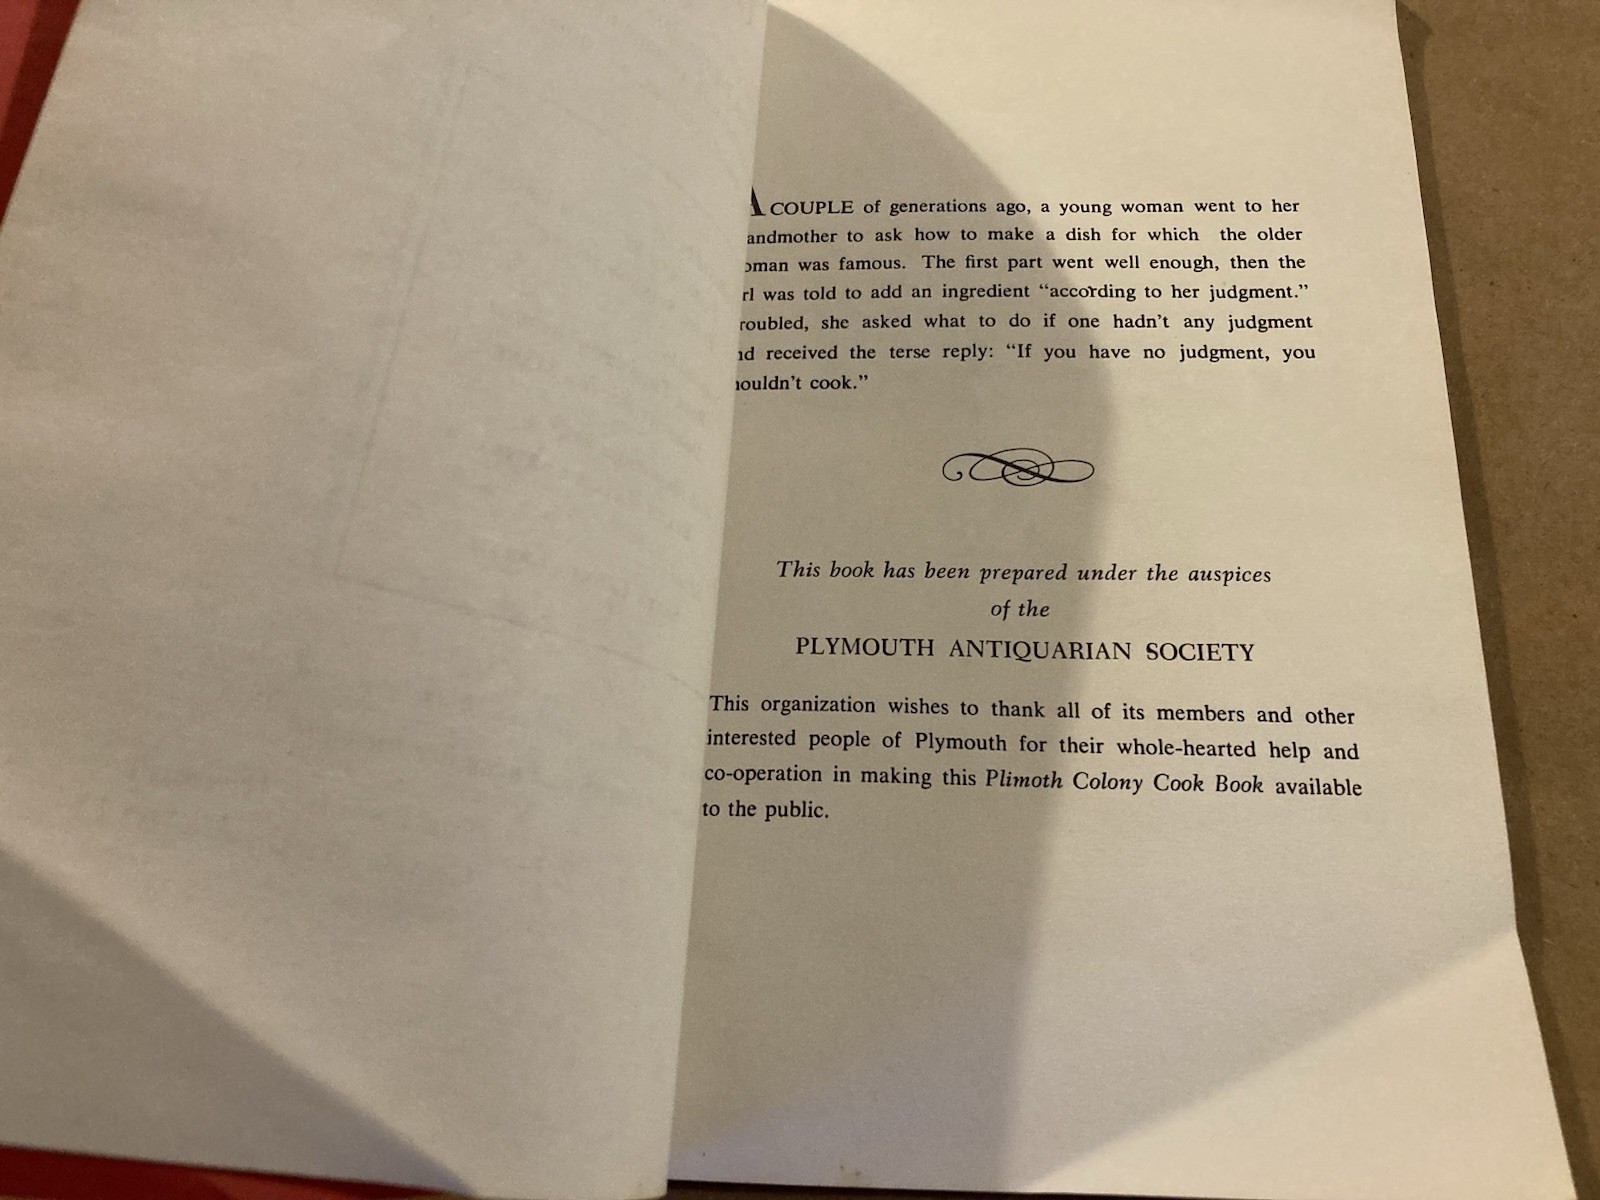 A COUPLE of generations ago, a young woman went to her
andmother to ask how to make a dish for which the older
oman was famous. The first part went well enough, then the
rl was told to add an ingredient “according to her judgment.”
roubled, she asked what to do if one hadn't any judgment
nd received the terse reply: “If you have no judgment, you
houldn't cook.”
This book has been prepared under the auspices
of the
PLYMOUTH ANTIQUARIAN SOCIETY
This organization wishes to thank all of its members and other
interested people of Plymouth for their whole-hearted help and
co-operation in making this Plimoth Colony Cook Book available
to the public.